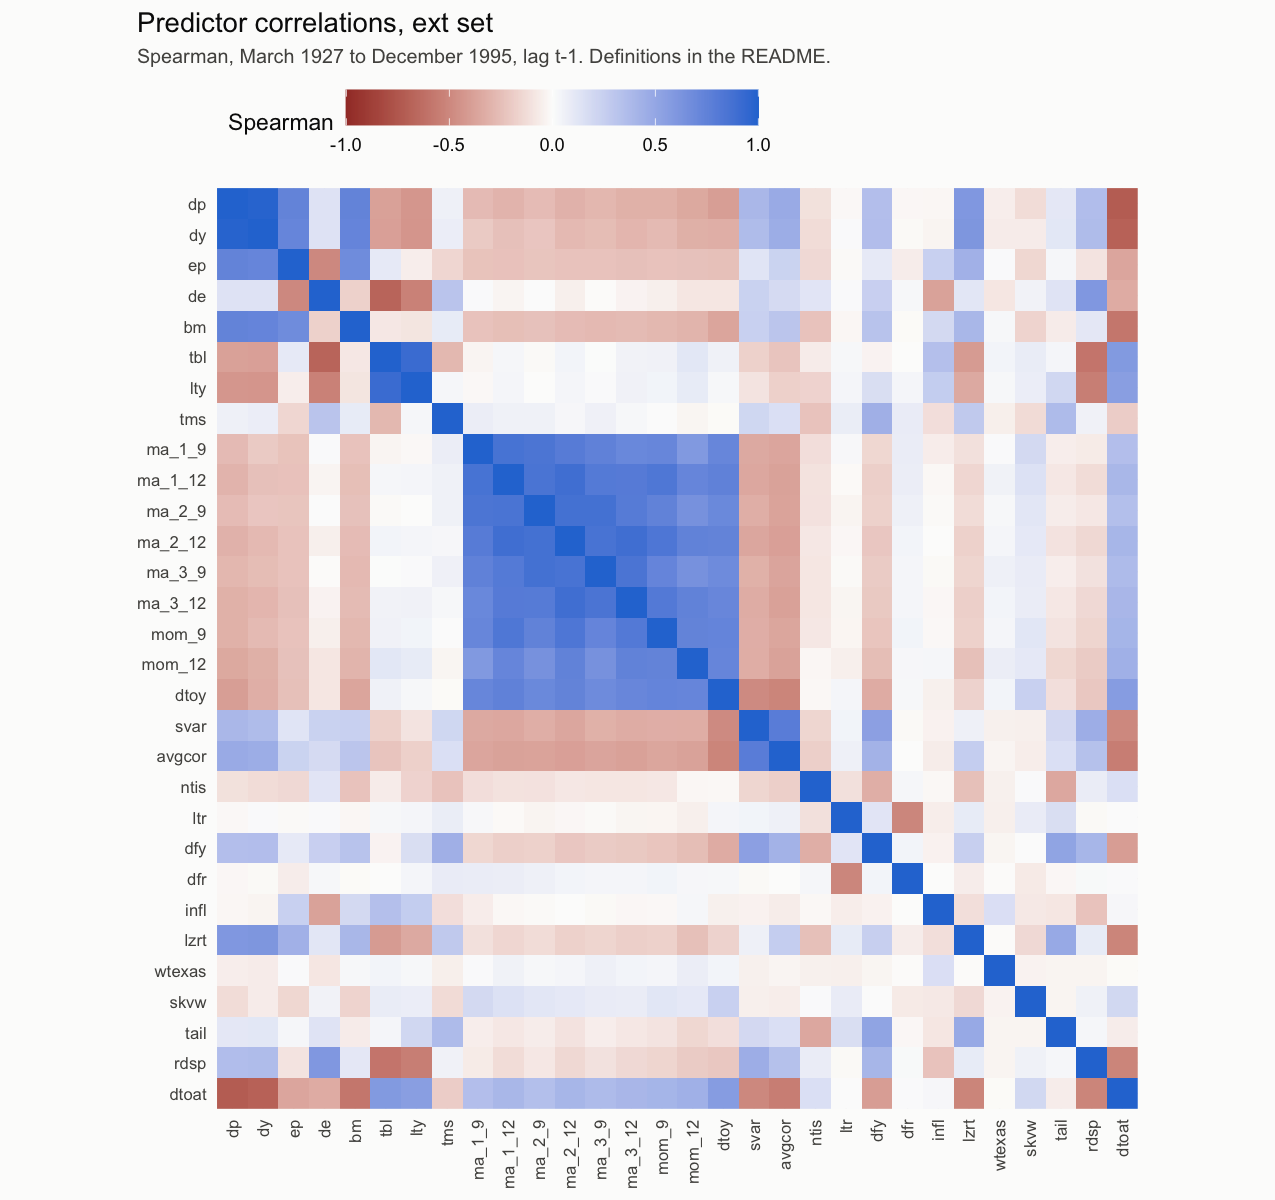 Predictor correlations, ext set
Spearman, March 1927 to December 1995, lag t-1. Definitions in the README.
Spearman
-1.0 -0.5 0.0 0.5 1.0
dp
dy
ep
de
bm
tbl
lty
tms
ma_1_9
ma_1_12
ma_2_9
ma_2_12
ma_3_9
ma_3_12
mom_9
mom_12
dtoy
svar
avgcor
ntis
ltr
dfy
dfr
infl
lzrt
wtexas
skvw
tail
rdsp
dtoat
dp
dy
ep
de
bm
tbl
lty
tms
ma_1_9
ma_1_12
ma_2_9
ma_2_12
ma_3_9
ma_3_12
mom_9
mom_12
dtoy
svar
avgcor
ntis
ltr
dfy
dfr
infl
lzrt
wtexas
skvw
tail
rdsp
dtoat